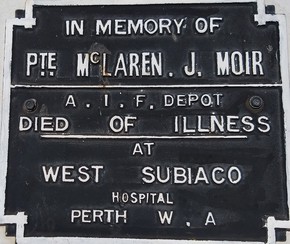 IN MEMORY OF
PTE McLAREN. J. MOIR
A. I. F. DEPOT
DIED OF ILLNESS
AT
WEST SUBIACO
HOSPITAL
PERTH W. A